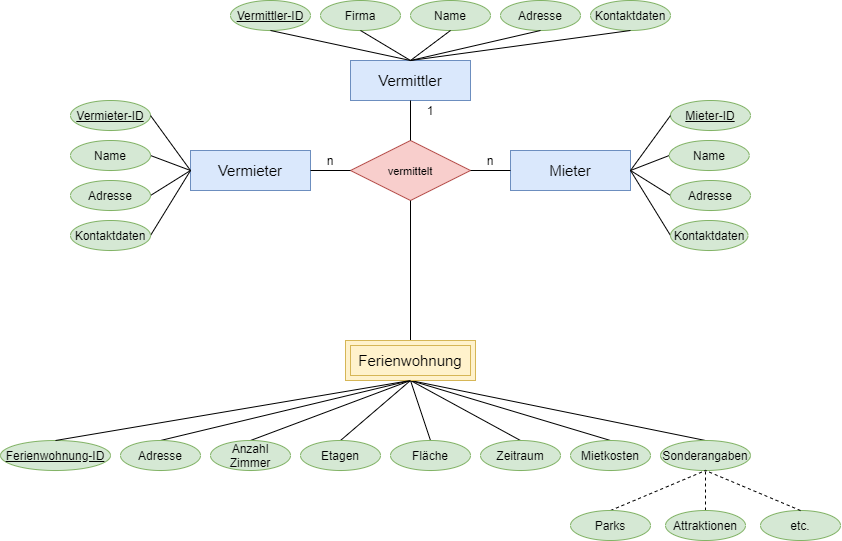 Vermittler-ID
Firma
Name
Adresse
Kontaktdaten
Vermittler
1
Vermieter-ID
Name
Adresse
Kontaktdaten
Vermieter
n
vermittelt
n
Mieter
Mieter-ID
Name
Adresse
Kontaktdaten
Ferienwohnung
Ferienwohnung-ID
Adresse
Anzahl
Zimmer
Etagen
Fläche
Zeitraum
Mietkosten
Sonderangaben
Parks
Attraktionen
etc.